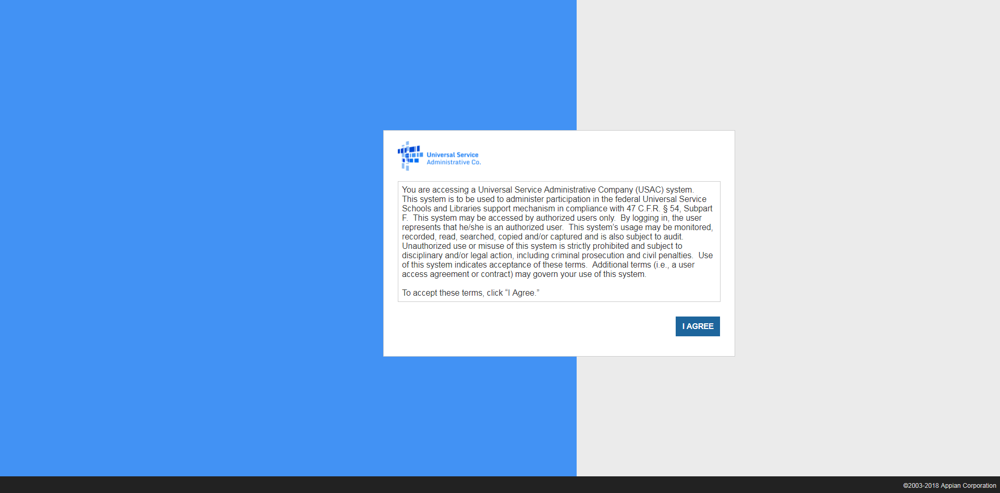 Universal Service
Administrative Co.
You are accessing a Universal Service Administrative Company (USAC) system.
This system is to be used to administer participation in the federal Universal Service
Schools and Libraries support mechanism in compliance with 47 C.F.R. § 54, Subpart
F.  This system may be accessed by authorized users only.  By logging in, the user
represents that he/she is an authorized user.  This system’s usage may be monitored,
recorded, read, searched, copied and/or captured and is also subject to audit.
Unauthorized use or misuse of this system is strictly prohibited and subject to
disciplinary and/or legal action, including criminal prosecution and civil penalties.  Use
of this system indicates acceptance of these terms.  Additional terms (i.e., a user
access agreement or contract) may govern your use of this system.
To accept these terms, click “I Agree.”
I AGREE
©2003-2018 Appian Corporation